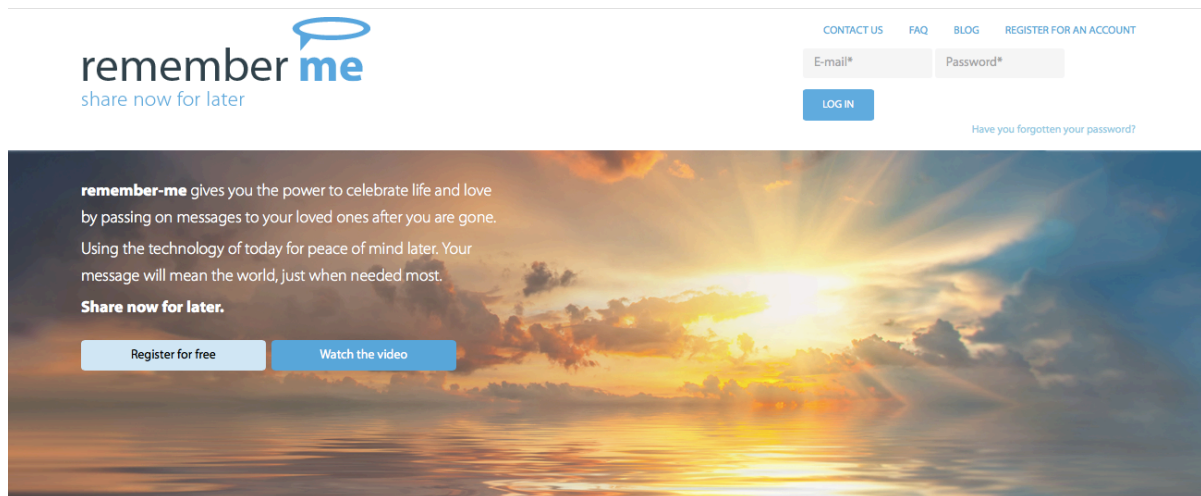 remember me
share now for later
CONTACT US FAQ BLOG REGISTER FOR AN ACCOUNT
E-mail* Password*
LOG IN
Have you forgotten your password?
remember-me gives you the power to celebrate life and love
by passing on messages to your loved ones after you are gone.
Using the technology of today for peace of mind later. Your
message will mean the world, just when needed most.
Share now for later.
Register for free Watch the video